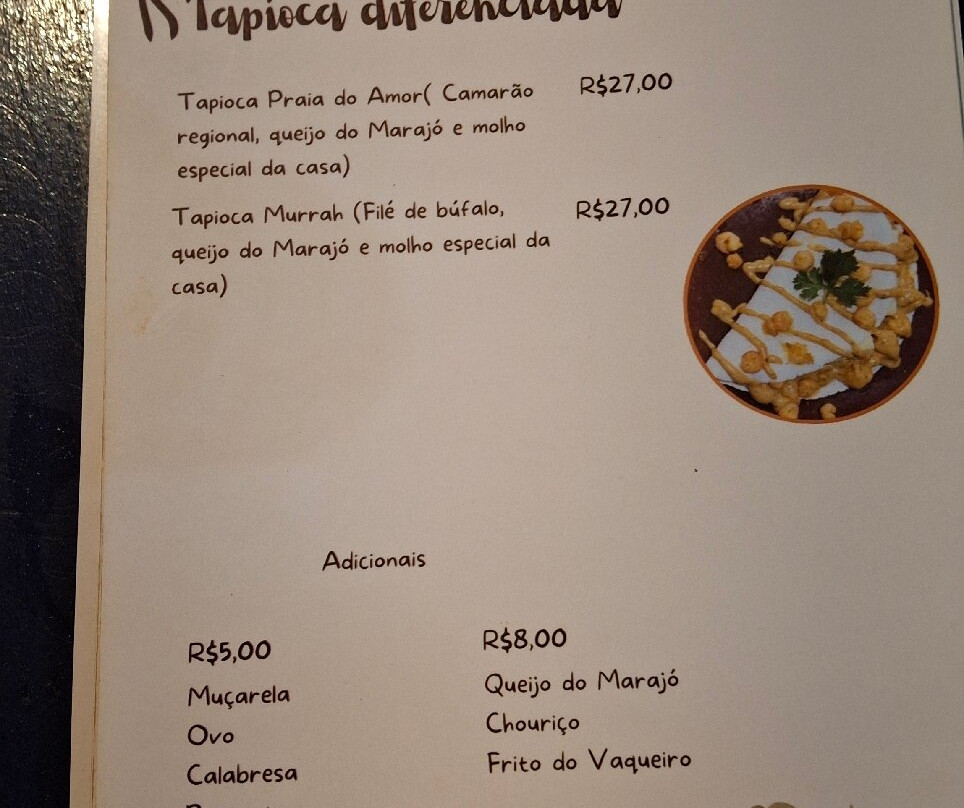 Tapioca diferenciada
Tapioca Praia do Amor( Camarão R$27,00
regional, queijo do Marajó e molho
especial da casa)
Tapioca Murrah (Filé de búfalo, R$27,00
queijo do Marajó e molho especial da
casa)
Adicionais
R$5,00
Muçarela
Ovo
Calabresa
R$8,00
Queijo do Marajó
Chouriço
Frito do Vaqueiro